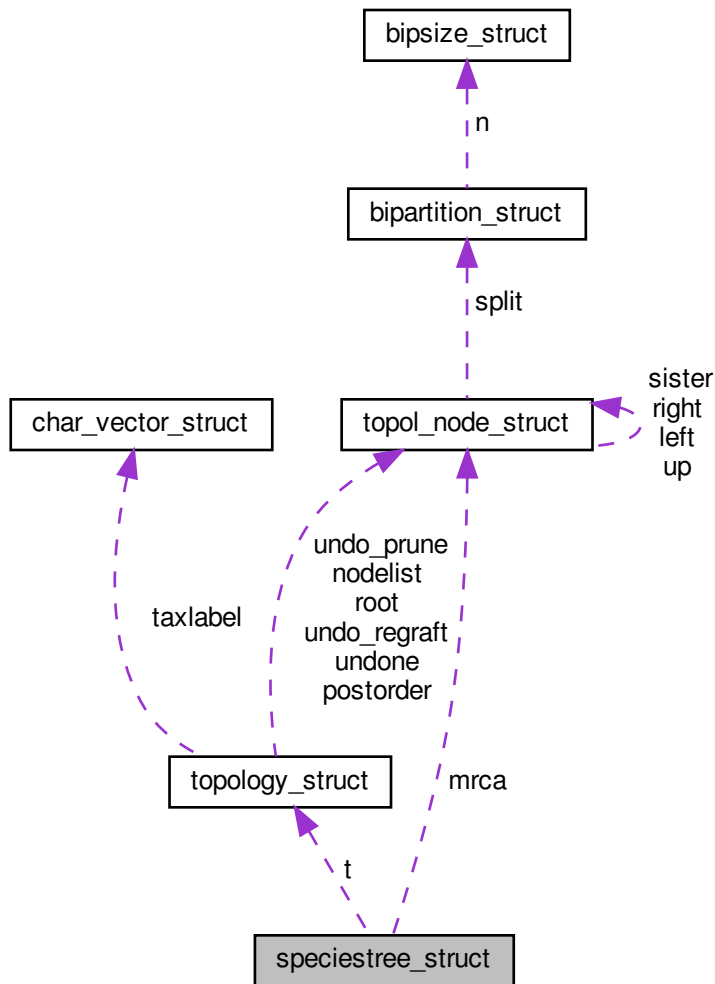 bipsize_struct
n
bipartition_struct
split
sister
right
left
up
char_vector_struct
topol_node_struct
undo_prune
nodelist
root
undo_regraft
undone
postorder
taxlabel
topology_struct
mrca
t
speciestree_struct